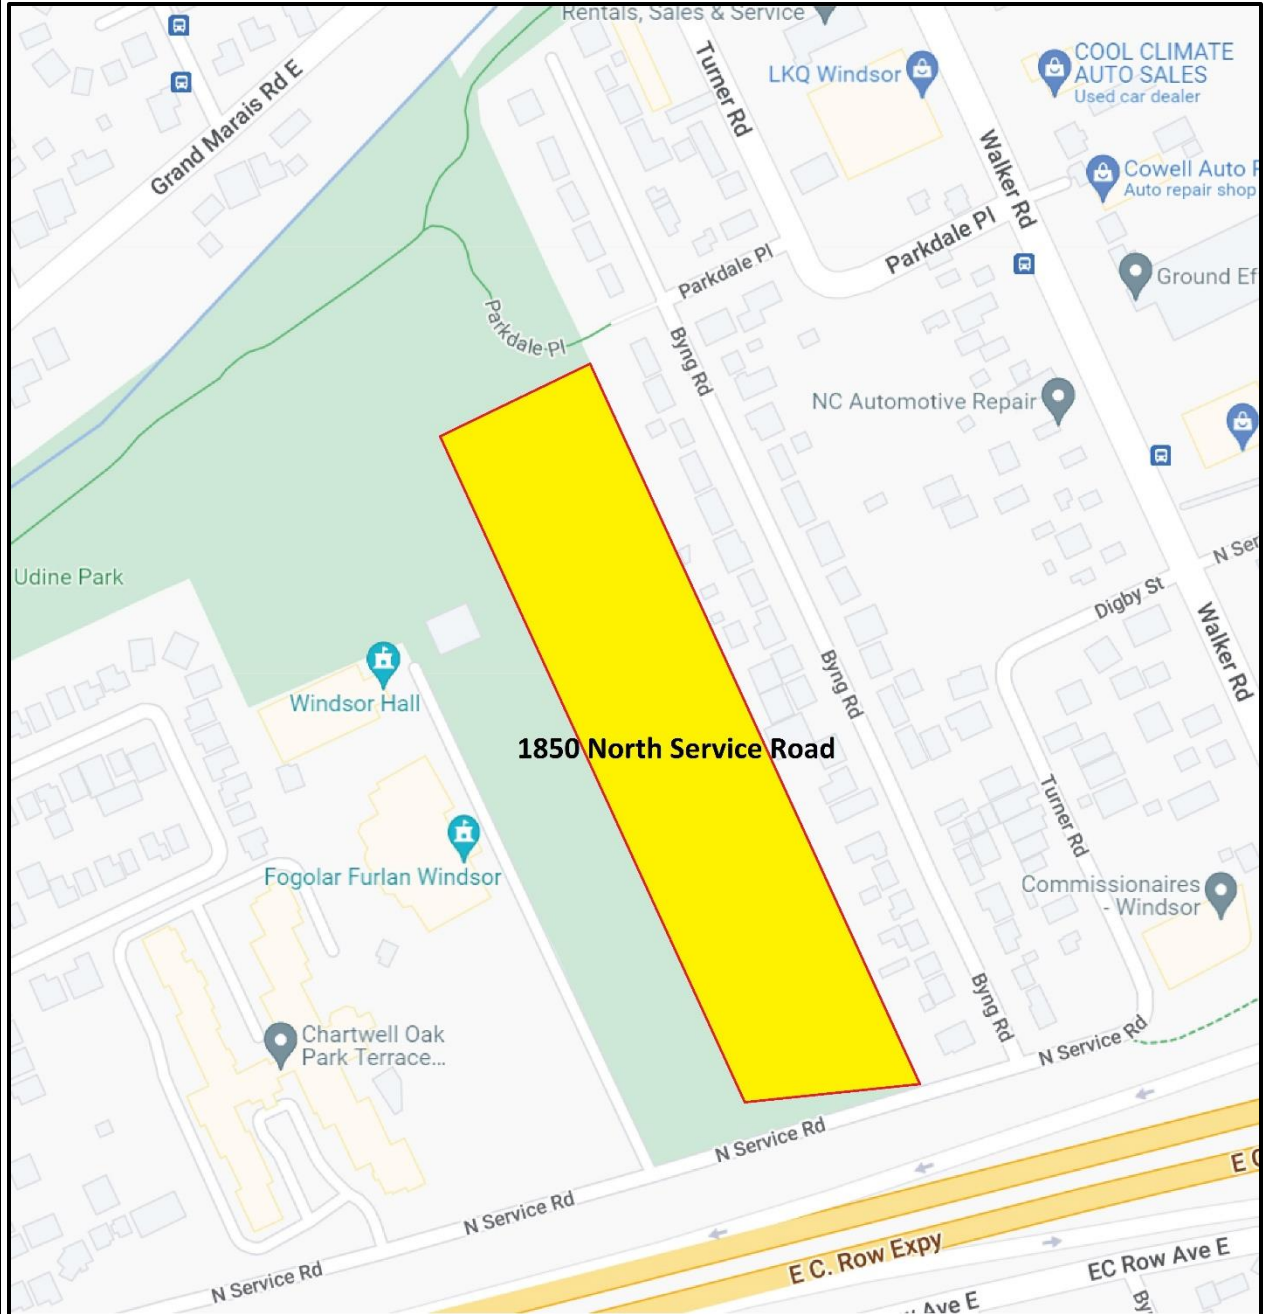 Rentals, Sales & Service
Grand Marais Rd E
Turner Rd
LKQ Windsor
COOL CLIMATE
AUTO SALES
Used car dealer
Walker Rd
Cowell Auto
Auto repair shop
Parkdale Pl
Parkdale Pl
Ground Ef
Parkdale Pl
Byng Rd
NC Automotive Repair
N Ser
Udine Park
Digby St
Walker Rd
Windsor Hall
Byng Rd
1850 North Service Road
Turner Rd
Fogolar Furlan Windsor
Commissionaires
- Windsor
Byng Rd
Chartwell Oak
Park Terrace...
N Service Rd
N Service Rd
E C
N Service Rd
E C. Row Expy
EC Row Ave E
N Service Rd
By
Ave E